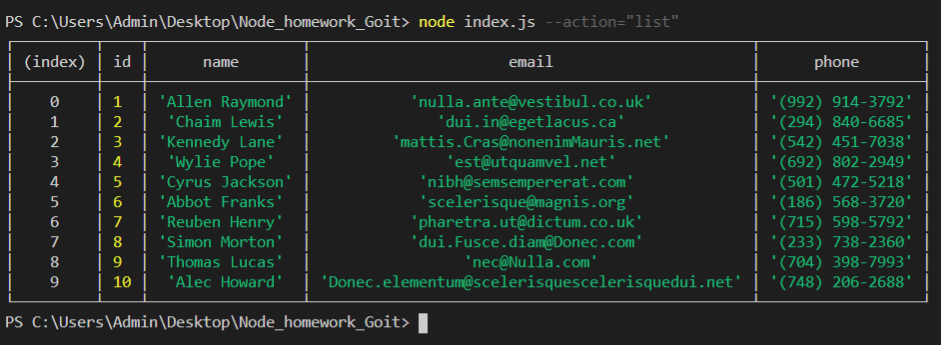 PS C:\Users\Admin\Desktop\Node_homework_Goit> node index.js --action="list"
(index) id name email phone
0 1 'Allen Raymond' 'nulla.ante@vestibul.co.uk' '(992) 914-3792'
1 2 'Chaim Lewis' 'dui.in@egetlacus.ca' '(294) 840-6685'
2 3 'Kennedy Lane' 'mattis.Cras@nonenimMauris.net' '(542) 451-7038'
3 4 'Wylie Pope' 'est@utquamvel.net' '(692) 802-2949'
4 5 'Cyrus Jackson' 'nibh@semsempererat.com' '(501) 472-5218'
5 6 'Abbot Franks' 'scelerisque@magnis.org' '(186) 568-3720'
6 7 'Reuben Henry' 'pharetra.ut@dictum.co.uk' '(715) 598-5792'
7 8 'Simon Morton' 'dui.Fusce.diam@Donec.com' '(233) 738-2360'
8 9 'Thomas Lucas' 'nec@Nulla.com' '(704) 398-7993'
9 10 'Alec Howard' 'Donec.elementum@scelerisquescelerisquedui.net' '(748) 206-2688'
PS C:\Users\Admin\Desktop\Node_homework_Goit>